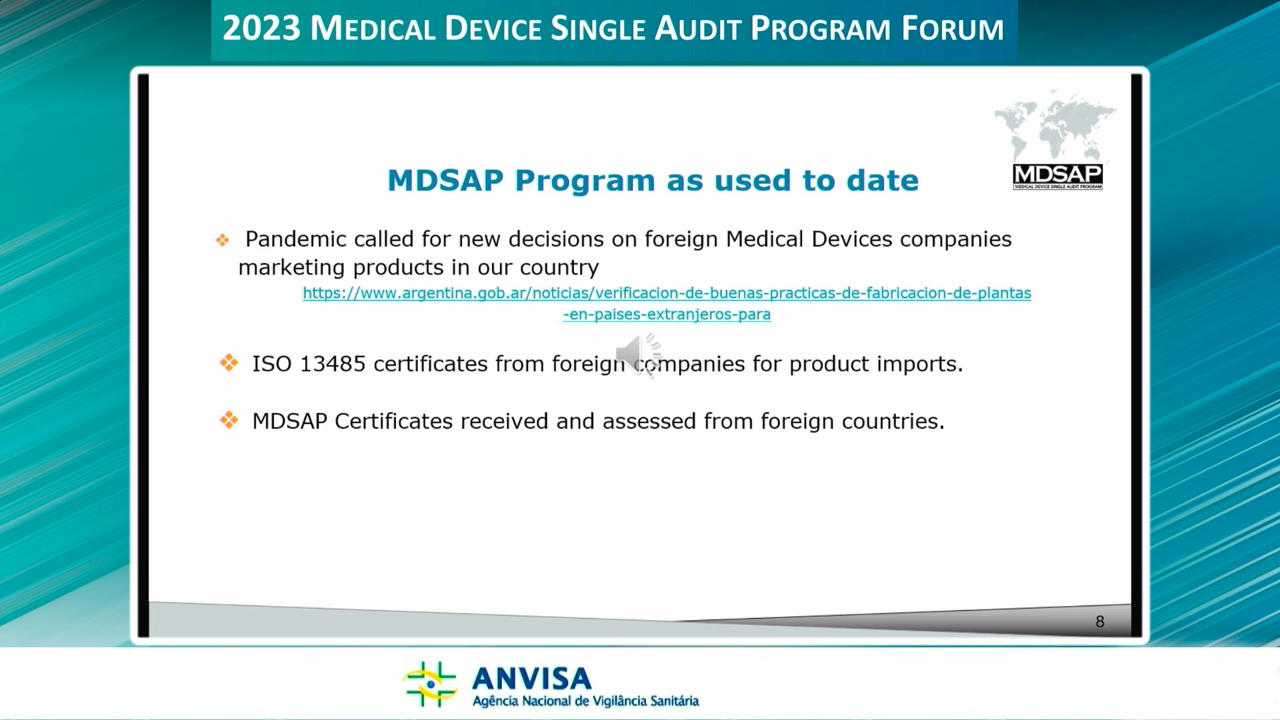 2023 MEDICAL DEVICE SINGLE AUDIT PROGRAM FORUM
MDSAP
MEDICAL DEVICE SINGLE AUDIT PROGRAM
MDSAP Program as used to date
Pandemic called for new decisions on foreign Medical Devices companies
marketing products in our country
https://www.argentina.gob.ar/noticias/verificacion-de-buenas-practicas-de-fabricacion-de-plantas
-en-paises-extranjeros-para
ISO 13485 certificates from foreign companies for product imports.
MDSAP Certificates received and assessed from foreign countries.
8
ANVISA
Agência Nacional de Vigilância Sanitária